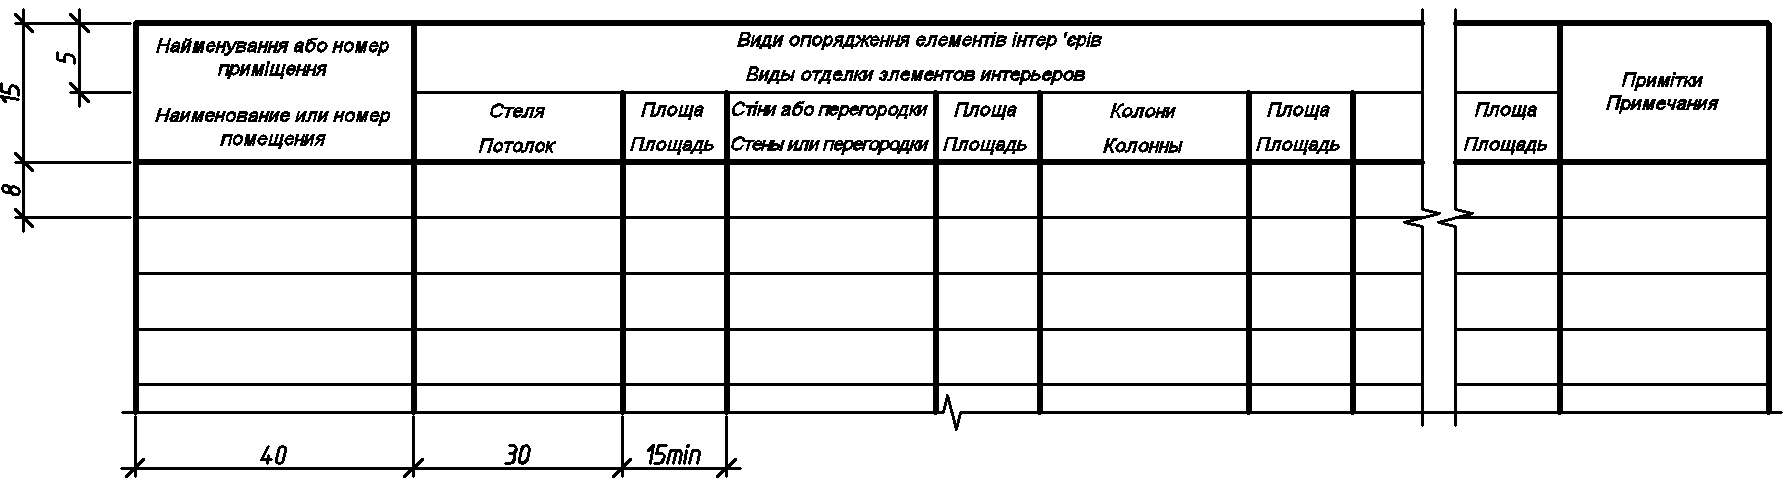 Найменування або номер
приміщення
Наименование или номер
помещения
Види опорядження елементів інтер 'єрів
Виды отделки элементов интерьеров
Стеля
Потолок
Площа
Площадь
Стіни або перегородки
Стены или перегородки
Площа
Площадь
Колони
Колонны
Площа
Площадь
Площа
Площадь
Примітки
Примечания
15
5
8
40
30
15min